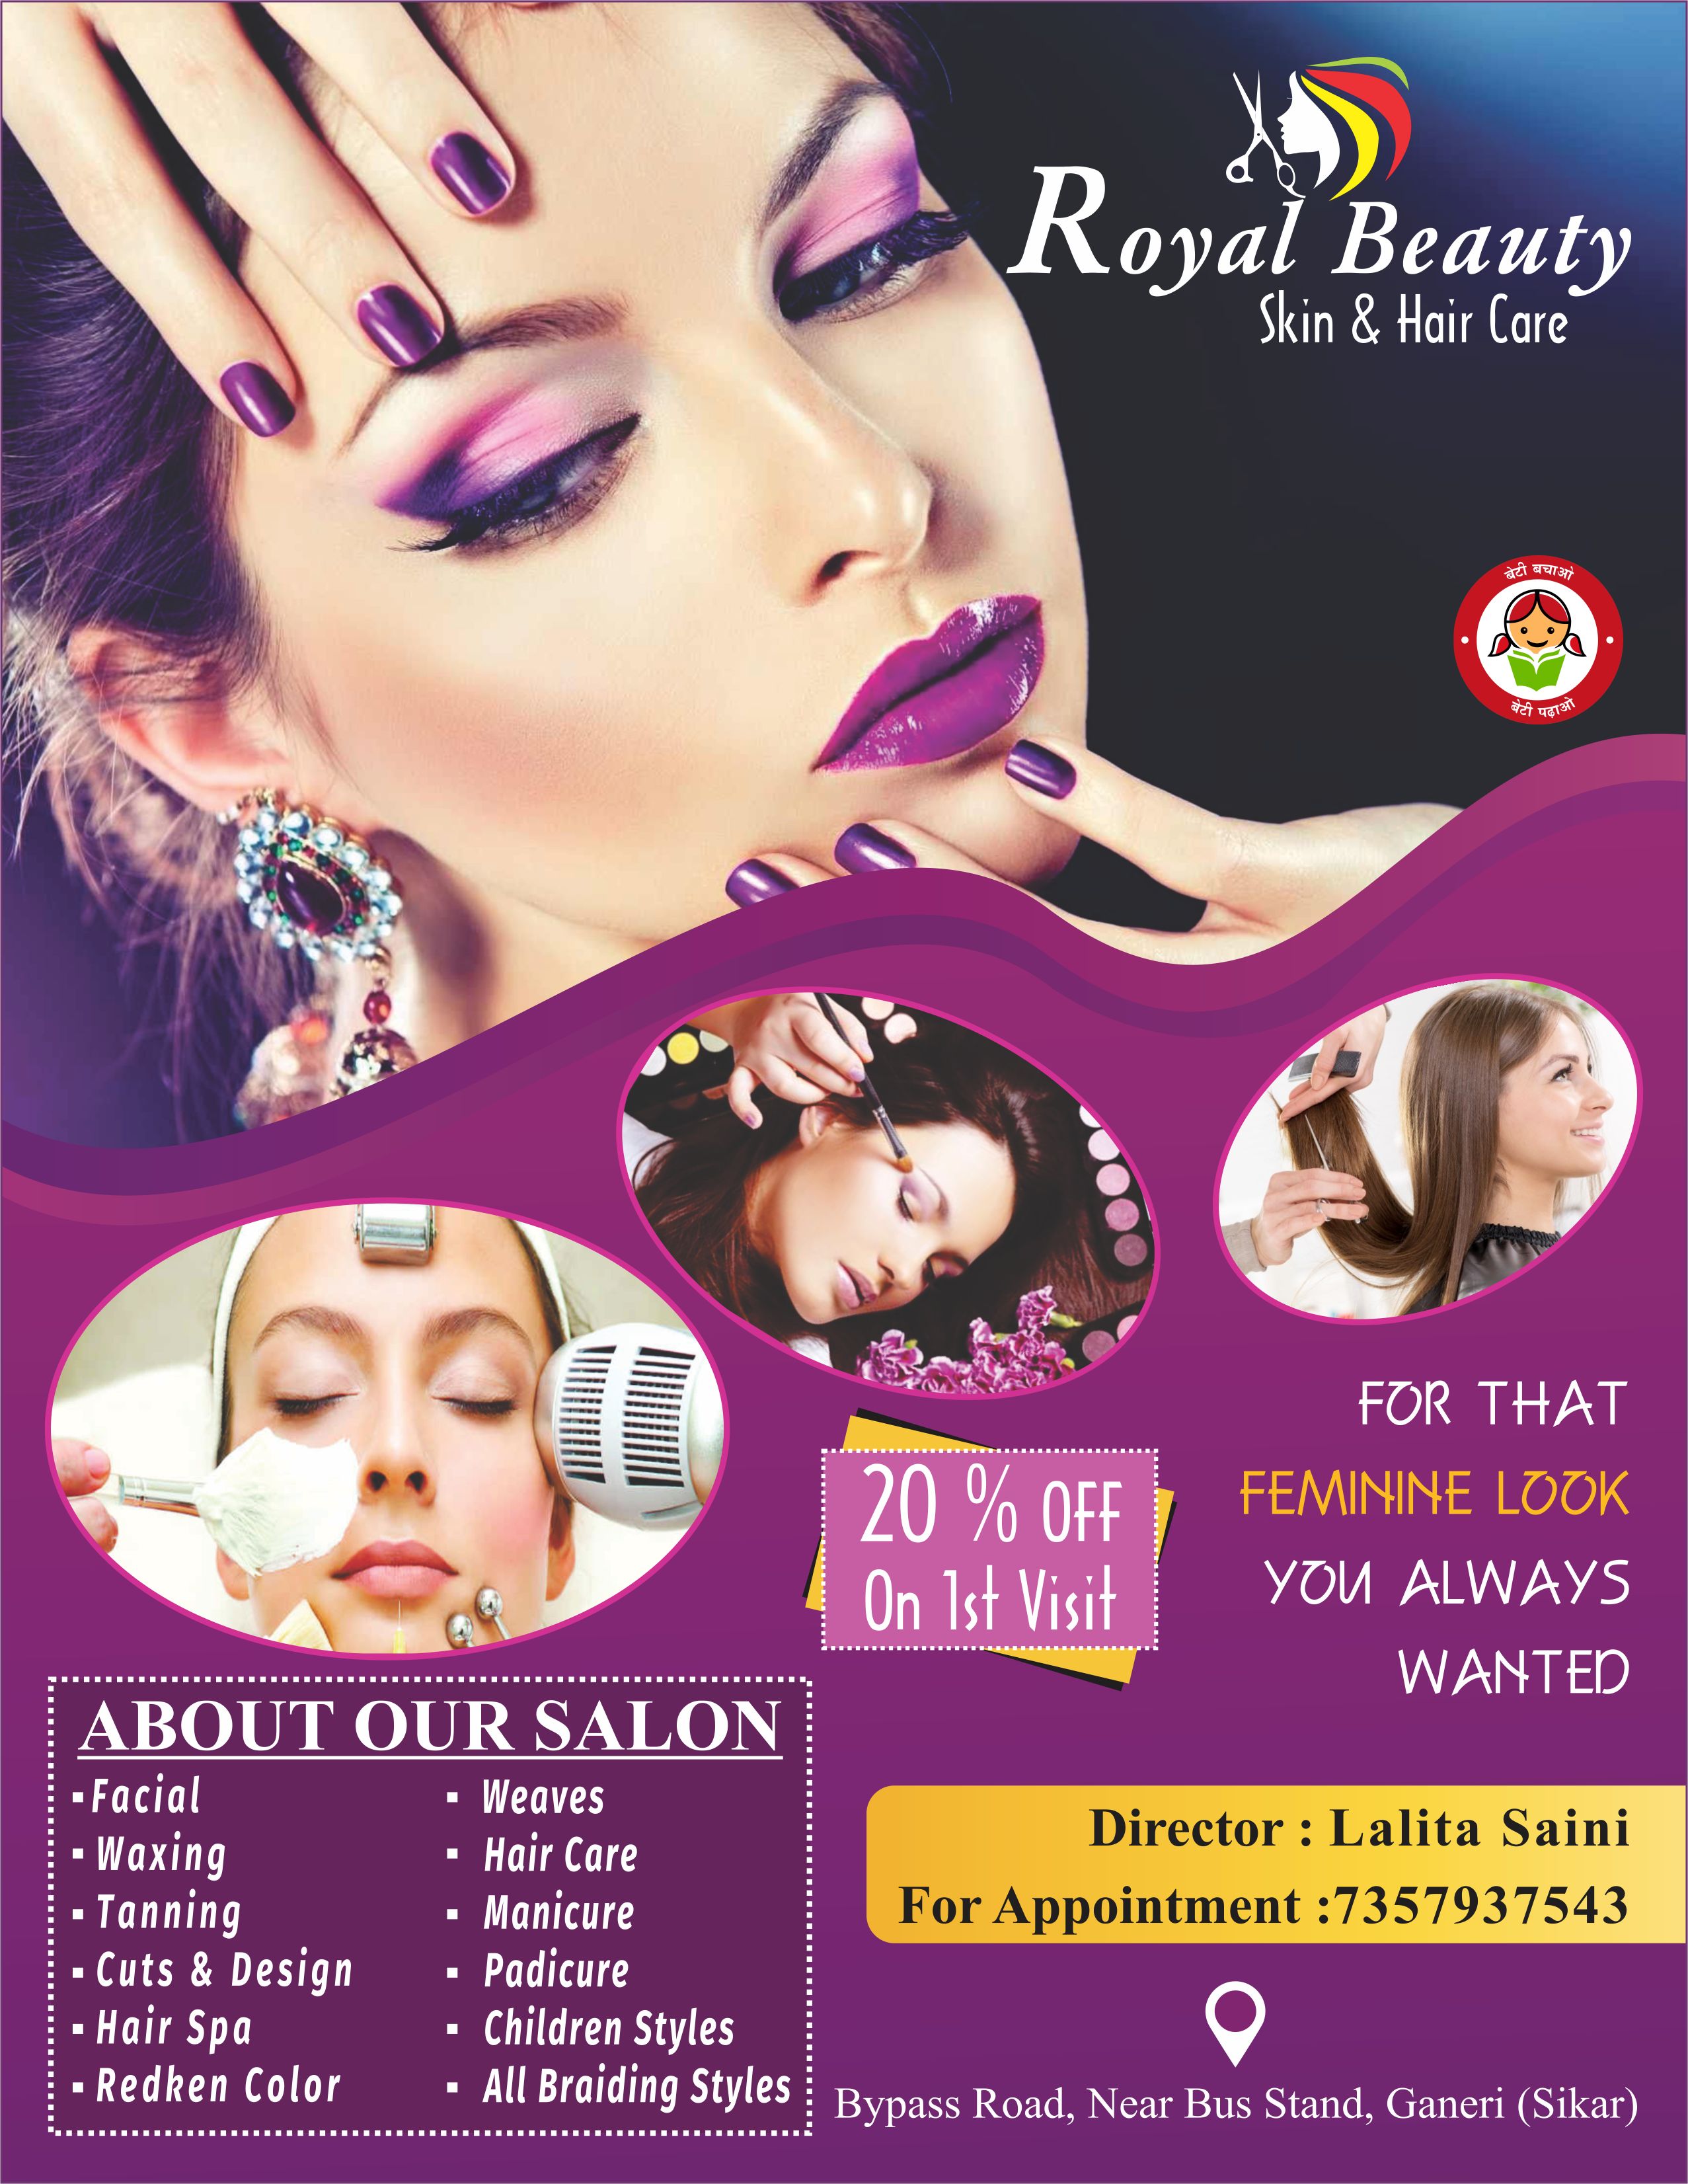 Royal Beauty
Skin & Hair Care
बेटी बचाओ
बेटी पढ़ाओ
20 % OFF
On 1st Visit
FOR THAT
FEMININE LOOK
YOU ALWAYS
WANTED
ABOUT OUR SALON
▪ Facial
▪ Waxing
▪ Tanning
▪ Cuts & Design
▪ Hair Spa
▪ Redken Color
▪ Weaves
▪ Hair Care
▪ Manicure
▪ Padicure
▪ Children Styles
▪ All Braiding Styles
Director : Lalita Saini
For Appointment :7357937543
Bypass Road, Near Bus Stand, Ganeri (Sikar)